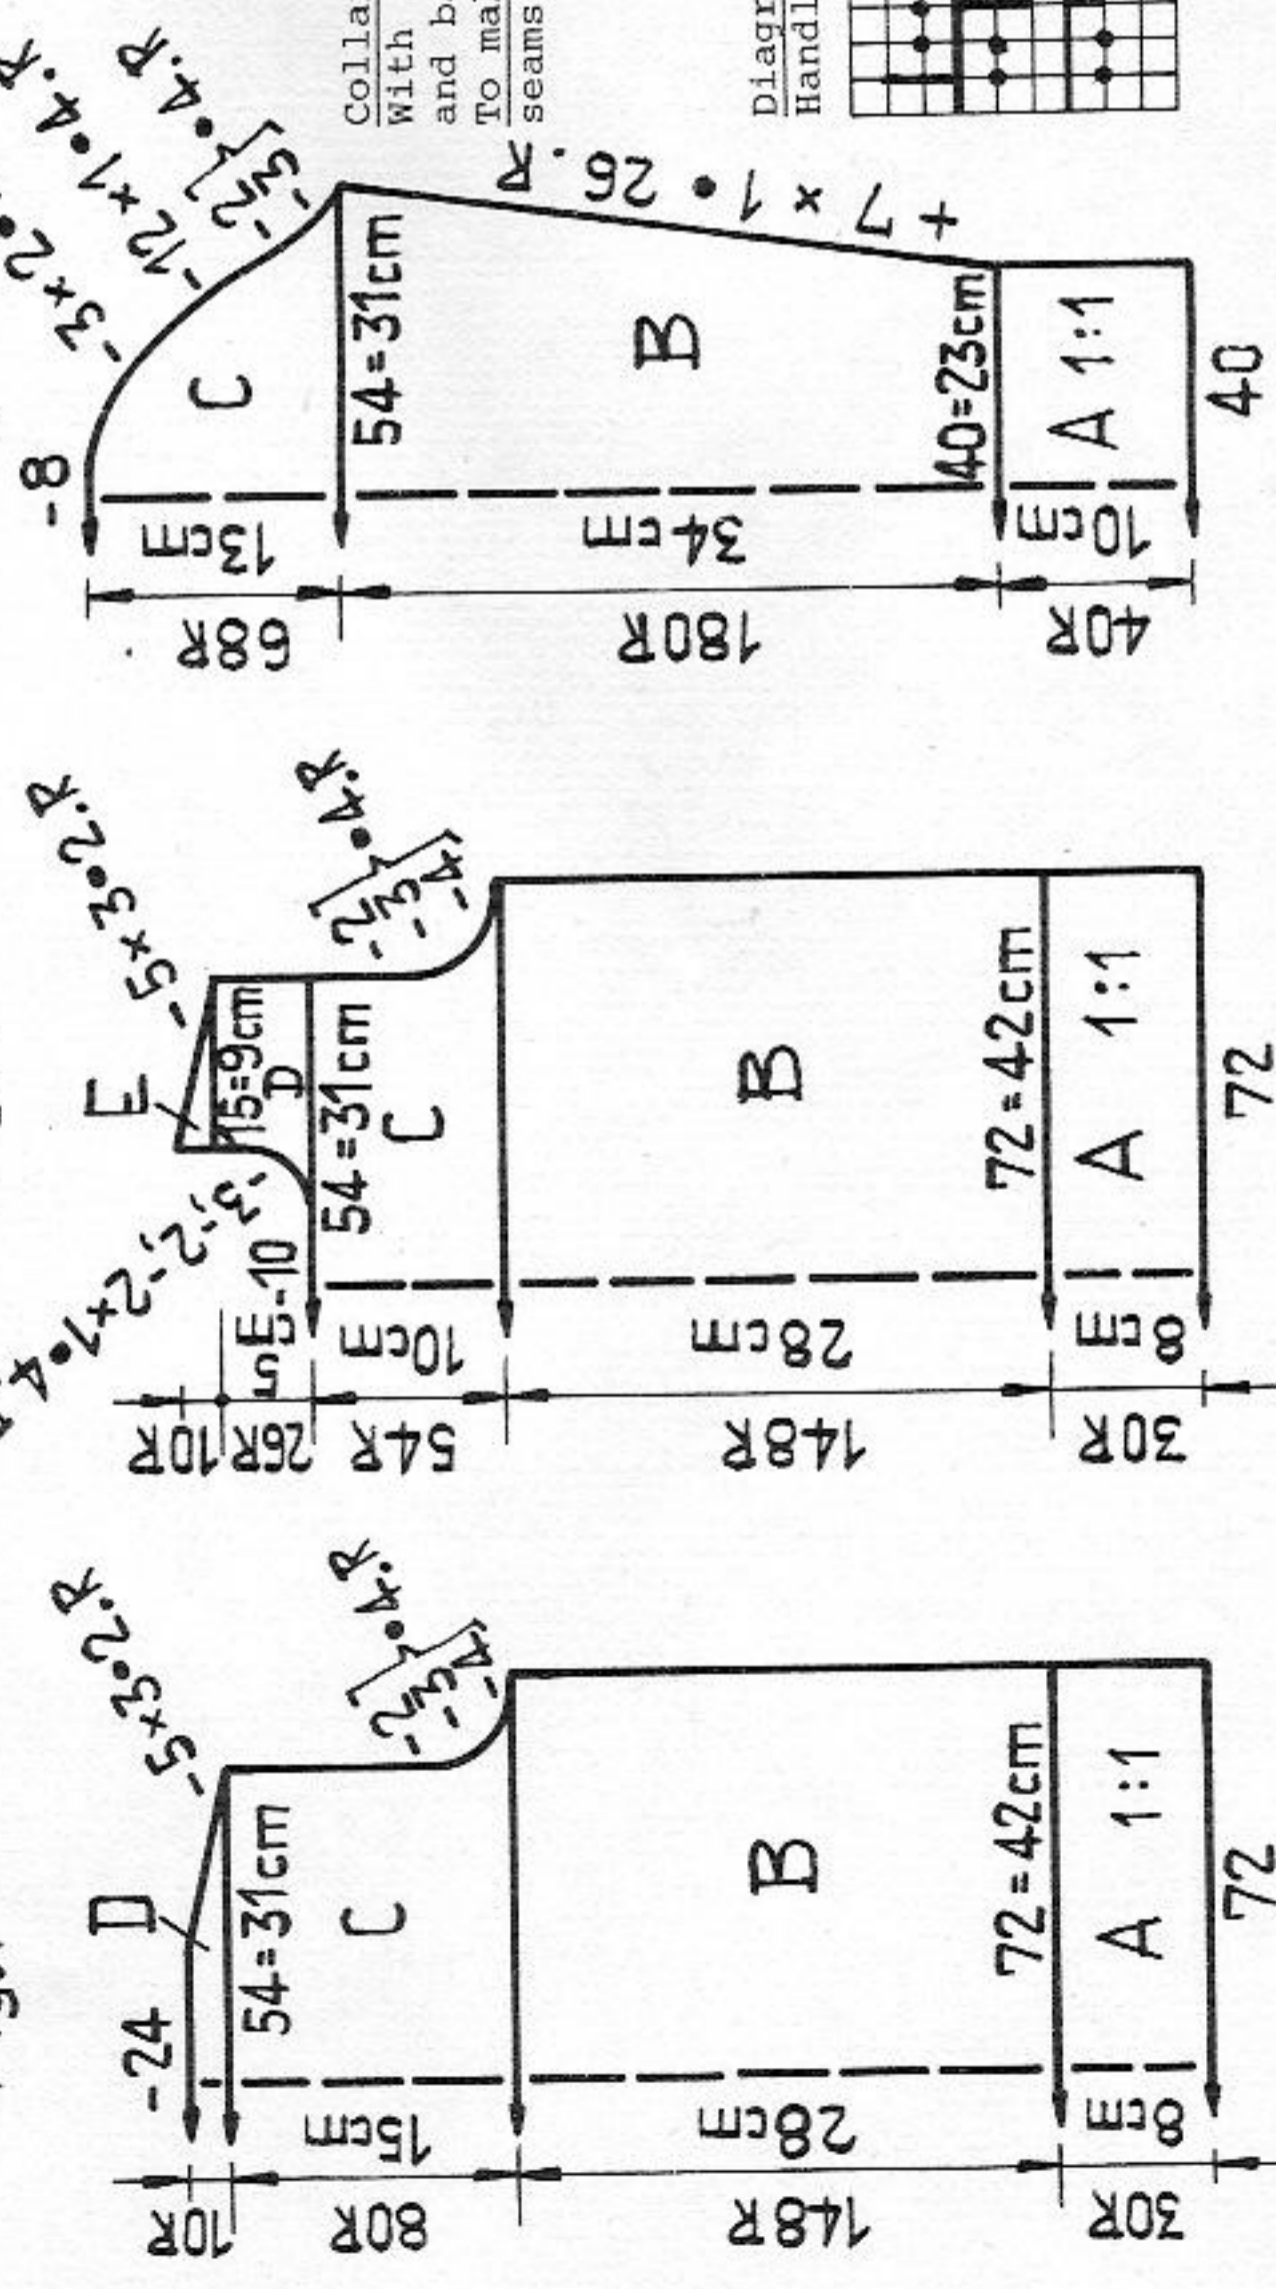 -8
-3×2•
-12×1•4.R
-2
-3
}•4.R
C
13cm
68R
54=31cm
B
34cm
180R
+7×1•26.R
40=23cm
A 1:1
10cm
40R
40
Colla
With
and b
To ma
seams
Diagr
Handl
E
-5×3•2.R
15=9cm
D
-3,
-2,
-2,
-2×1•4
10R
26R
5cm
-10
54=31cm
C
10cm
54R
-2
-3
-4,
}•4.R
B
28cm
148R
72=42cm
A 1:1
8cm
30R
72
D
-5×3•2.R
-24
10R
54=31cm
C
15cm
80R
-2
-3
-4,
}•4.R
B
28cm
148R
72=42cm
A 1:1
8cm
30R
72